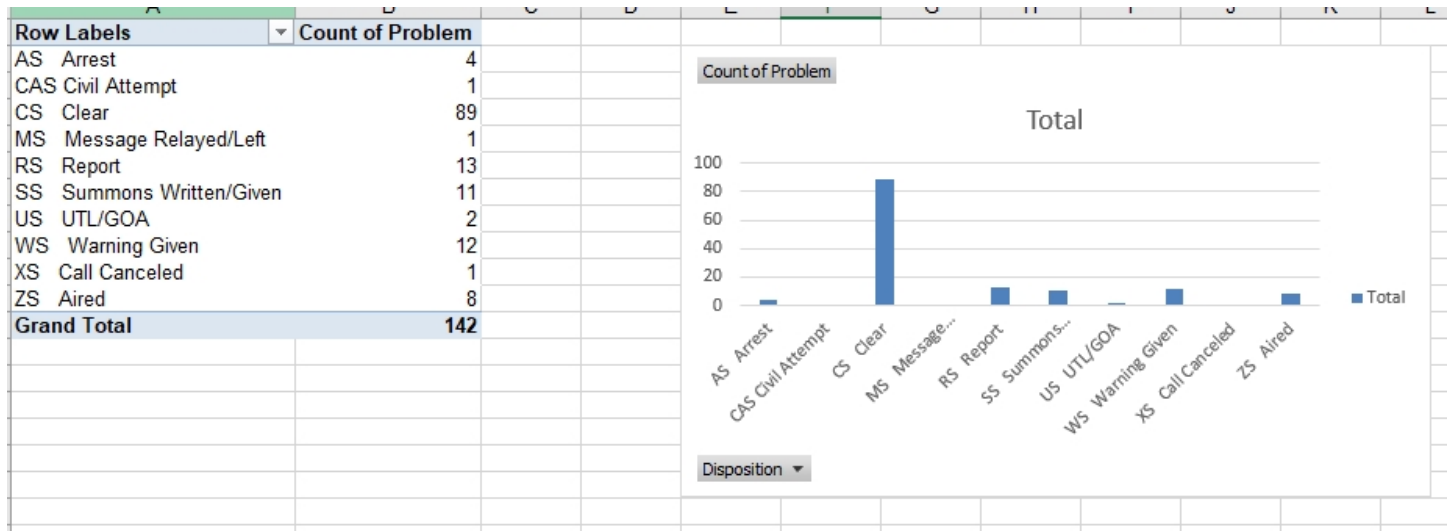 Row Labels Count of Problem
AS Arrest 4
CAS Civil Attempt 1
CS Clear 89
MS Message Relayed/Left 1
RS Report 13
SS Summons Written/Given 11
US UTL/GOA 2
WS Warning Given 12
XS Call Canceled 1
ZS Aired 8
Grand Total 142
Count of Problem
Total
100
80
60
40
20
0
AS Arrest
CAS Civil Attempt
CS Clear
MS Message...
RS Report
SS Summons...
US UTL/GOA
WS Warning Given
XS Call Canceled
ZS Aired
Total
Disposition